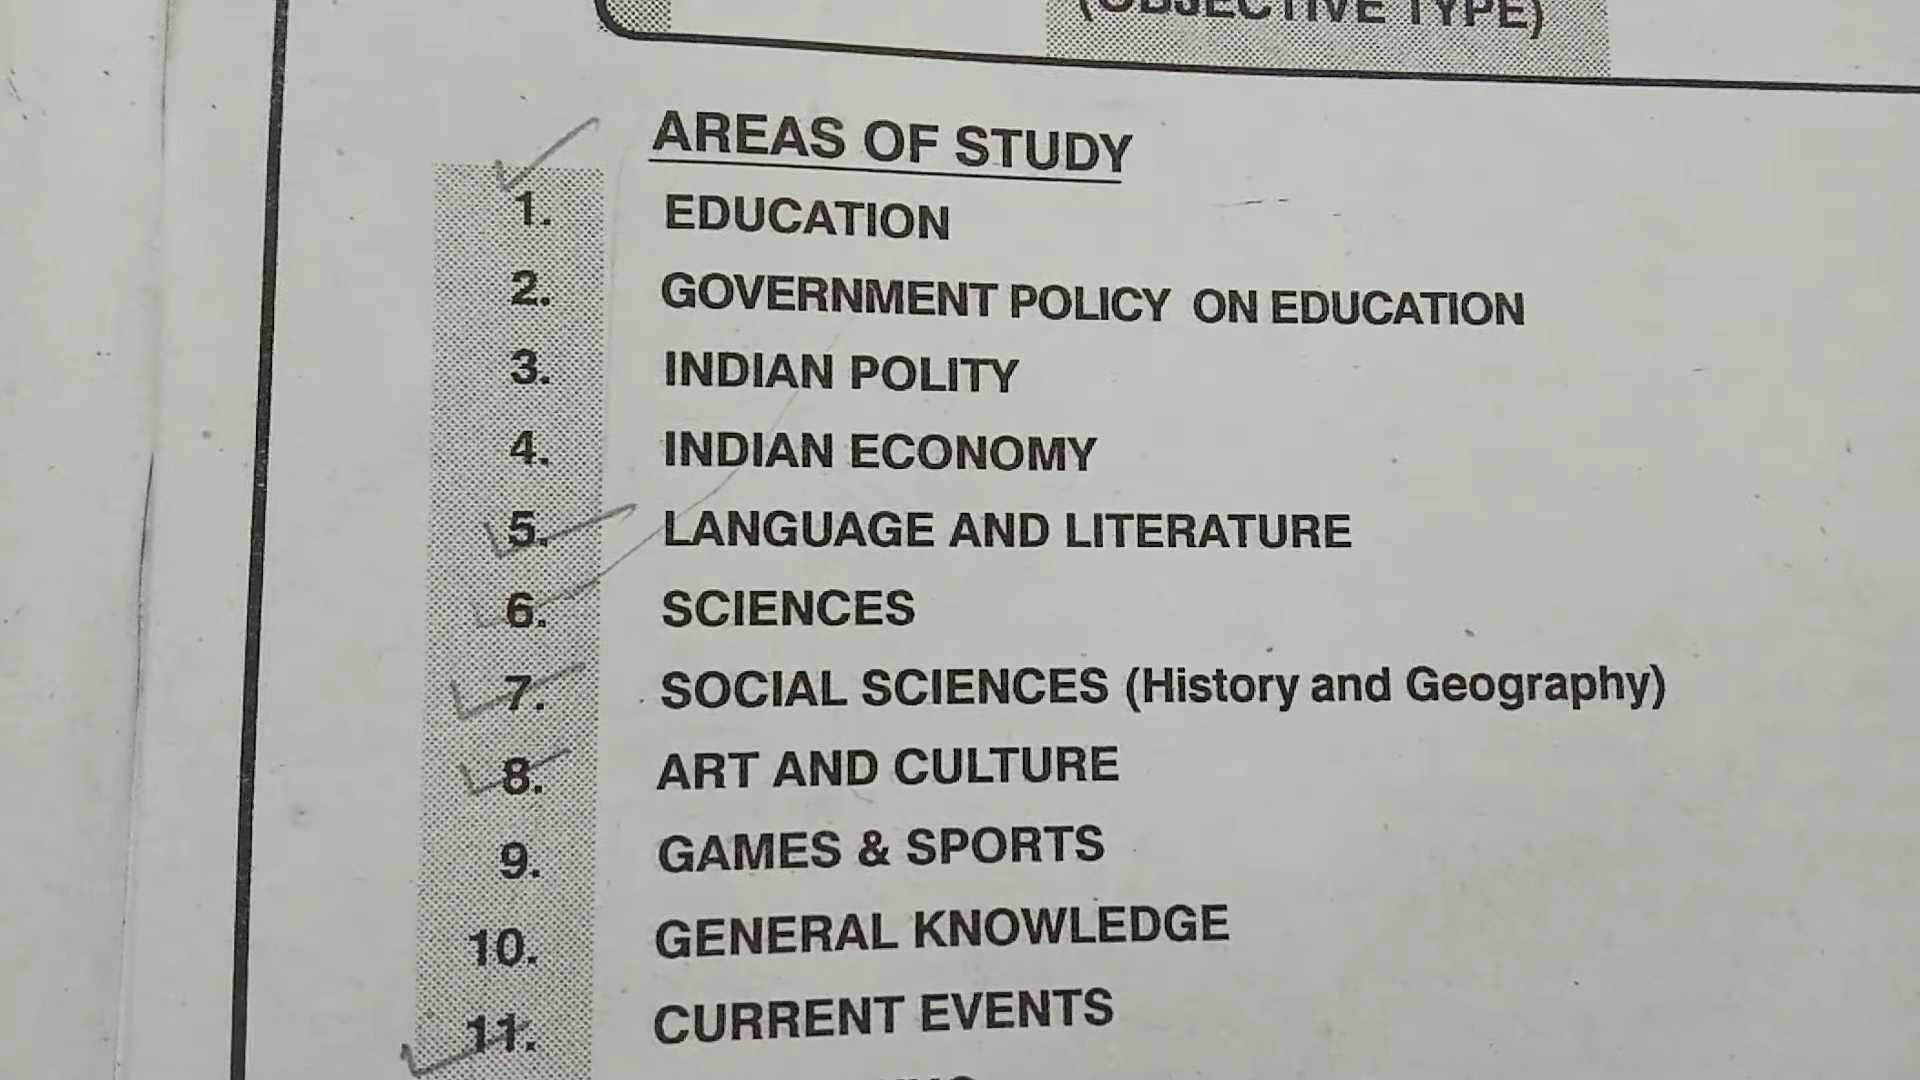 (OBJECTIVE TYPE)
AREAS OF STUDY
1. EDUCATION
2. GOVERNMENT POLICY ON EDUCATION
3. INDIAN POLITY
4. INDIAN ECONOMY
5. LANGUAGE AND LITERATURE
6. SCIENCES
7. SOCIAL SCIENCES (History and Geography)
8. ART AND CULTURE
9. GAMES & SPORTS
10. GENERAL KNOWLEDGE
11. CURRENT EVENTS